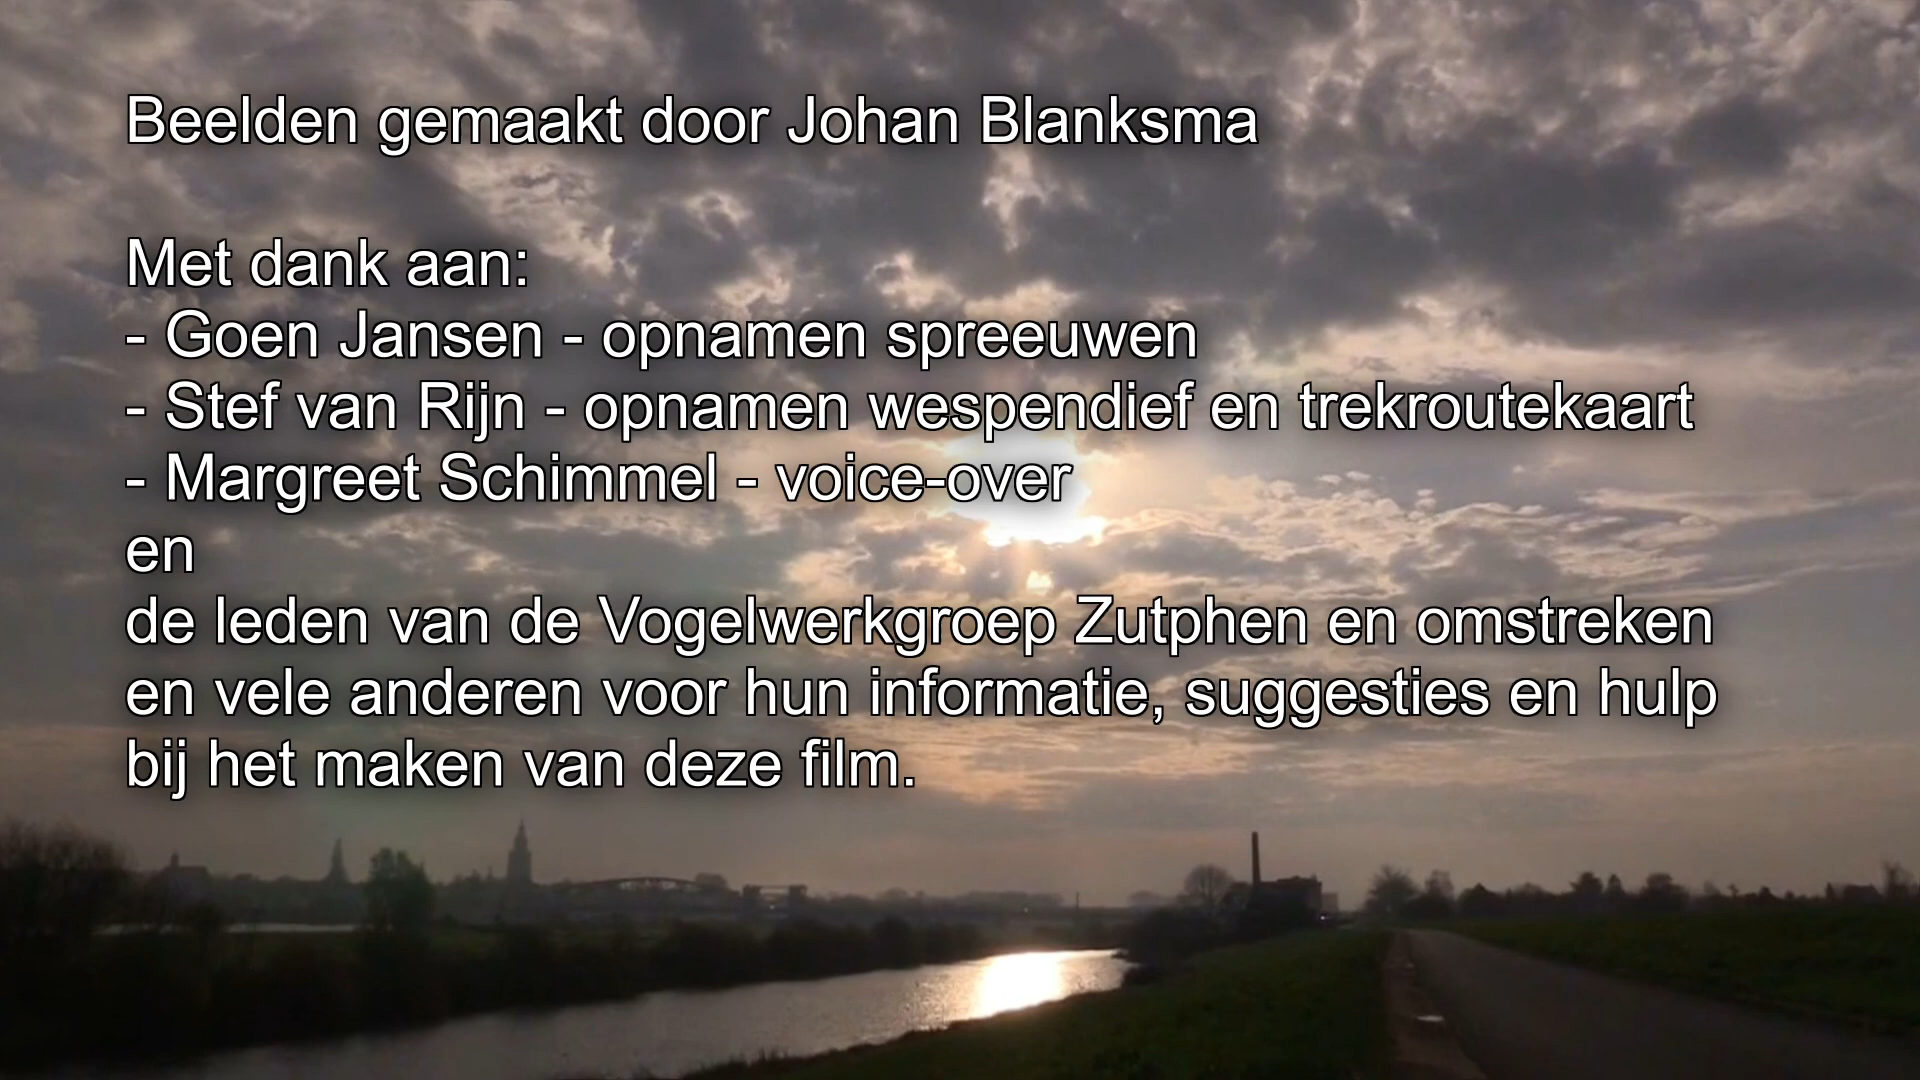 Beelden gemaakt door Johan Blanksma
Met dank aan:
- Goen Jansen - opnamen spreeuwen
- Stef van Rijn - opnamen wespendief en trekroutekaart
- Margreet Schimmel - voice-over
en
de leden van de Vogelwerkgroep Zutphen en omstreken
en vele anderen voor hun informatie, suggesties en hulp
bij het maken van deze film.